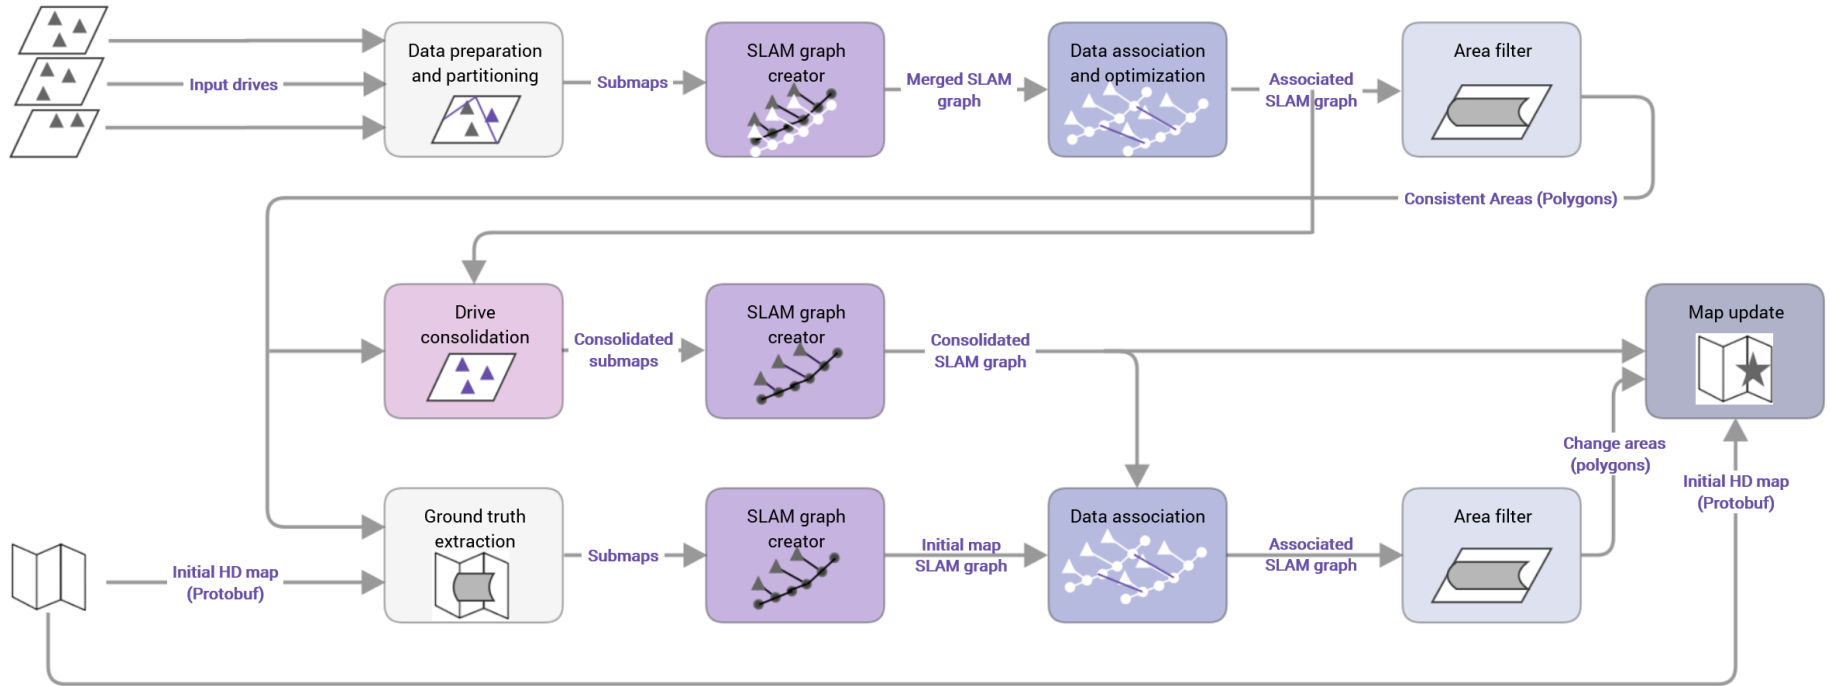 Input drives
Data preparation
and partitioning
Submaps
SLAM graph
creator
Merged SLAM
graph
Data association
and optimization
Associated
SLAM graph
Area filter
Consistent Areas (Polygons)
Drive
consolidation
Consolidated
submaps
SLAM graph
creator
Consolidated
SLAM graph
Map update
Change areas
(polygons)
Initial HD map
(Protobuf)
Initial HD map
(Protobuf)
Ground truth
extraction
Submaps
SLAM graph
creator
Initial map
SLAM graph
Data association
Associated
SLAM graph
Area filter